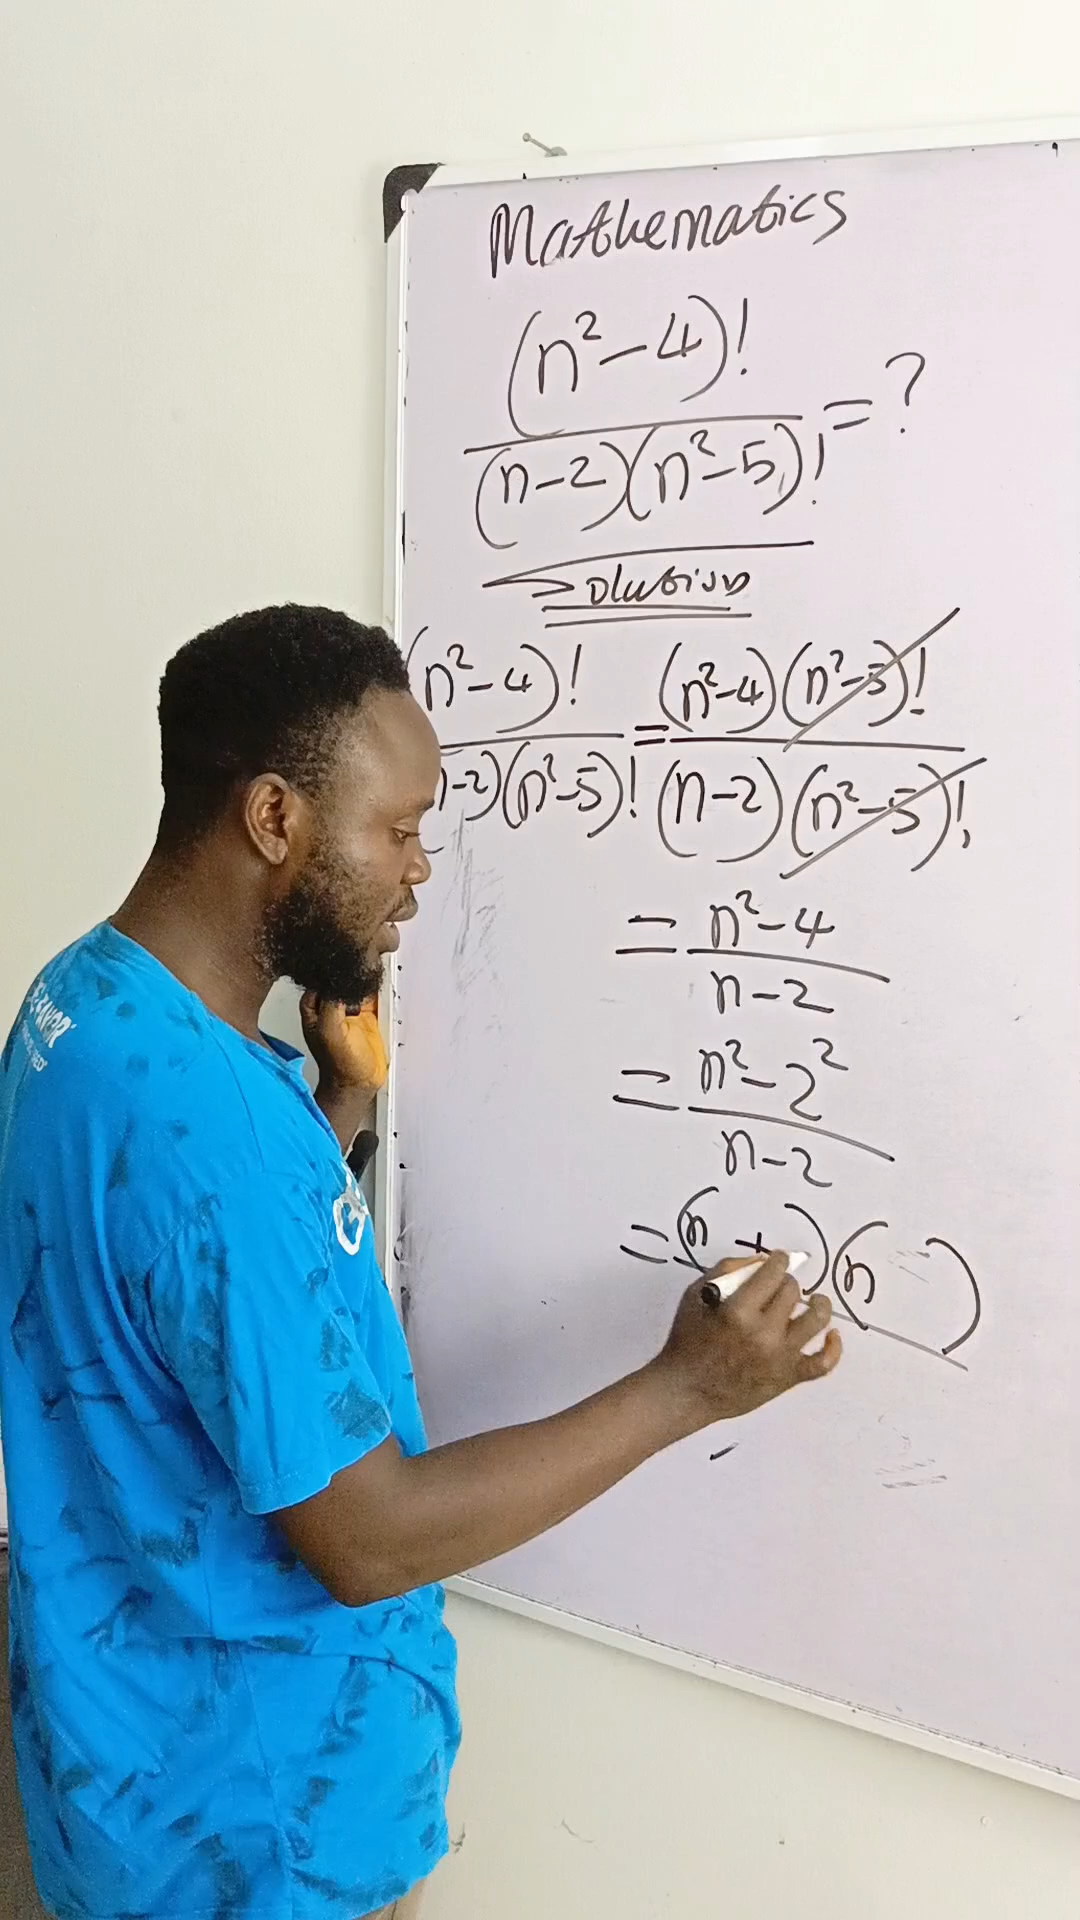 Mathematics
(n²-4)!
(n-2)(n²-5)! = ?
Solution
(n²-4)! = (n²-4)(n²-5)!
n-2)(n²-5)! (n-2)(n²-5)!
= n²-4
n-2
= n²-2²
n-2
= (n + )(n )